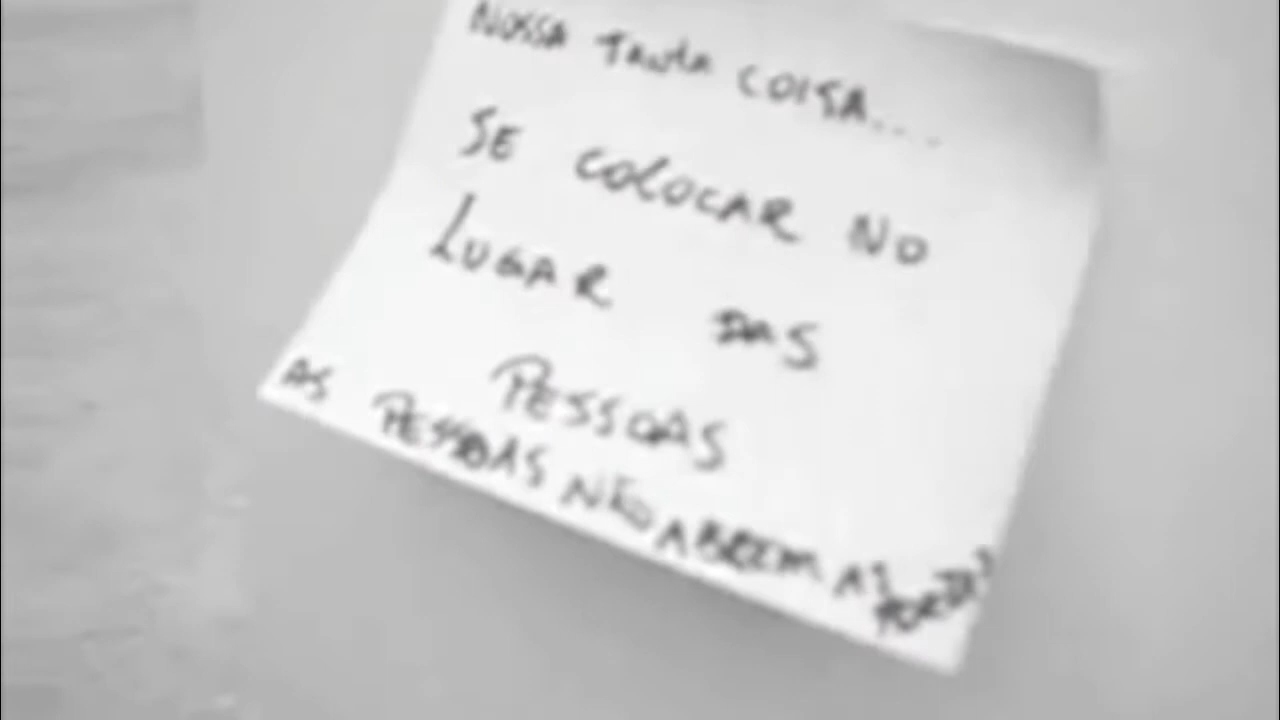 NOSSA TANTA COISA....
SE COLOCAR NO
LUGAR DAS
PESSOAS
AS PESSOAS NÃO ABREM AS PORTAS